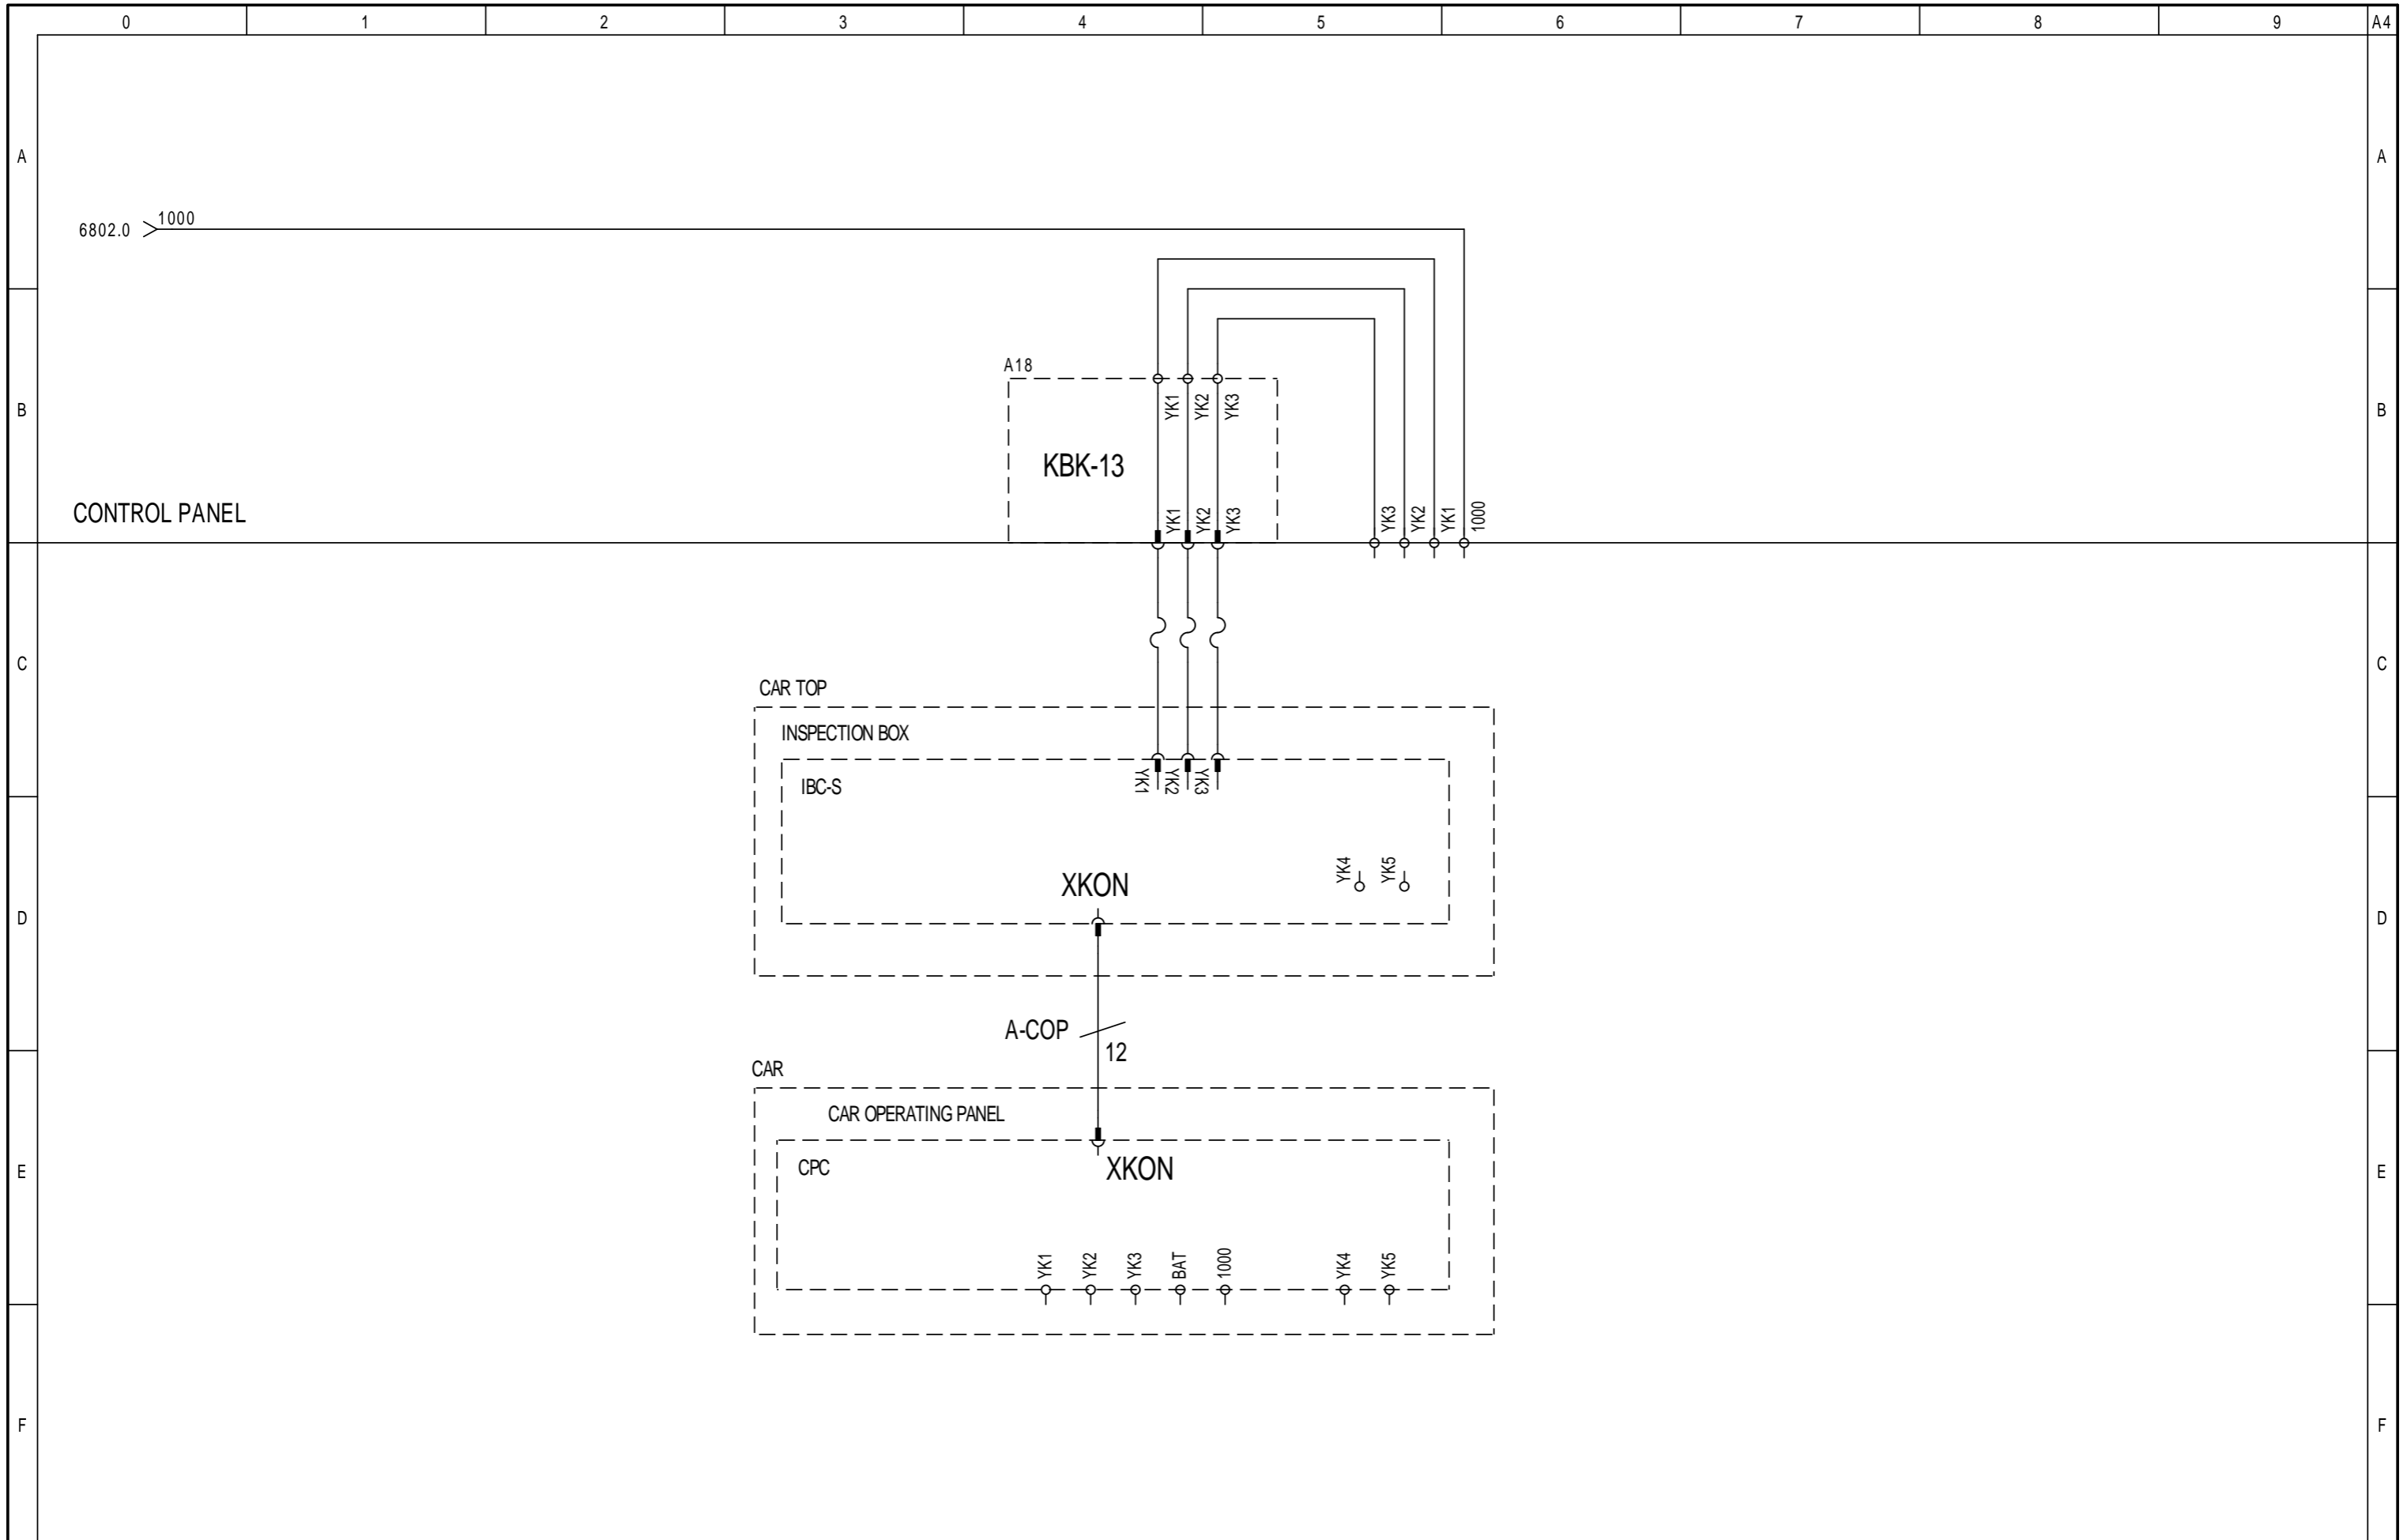 0 1 2 3 4 5 6 7 8 9 A4
A A
1000
6802.0
A18
YK1 YK2 YK3
B B
KBK-13
YK1 YK2 YK3 YK3 YK2 YK1 1000
CONTROL PANEL
C C
CAR TOP
INSPECTION BOX
YK1 YK2 YK3
IBC-S
YK4 YK5
XKON
D D
A-COP
12
CAR
CAR OPERATING PANEL
CPC XKON
E E
YK1 YK2 YK3 BAT 1000 YK4 YK5
F F